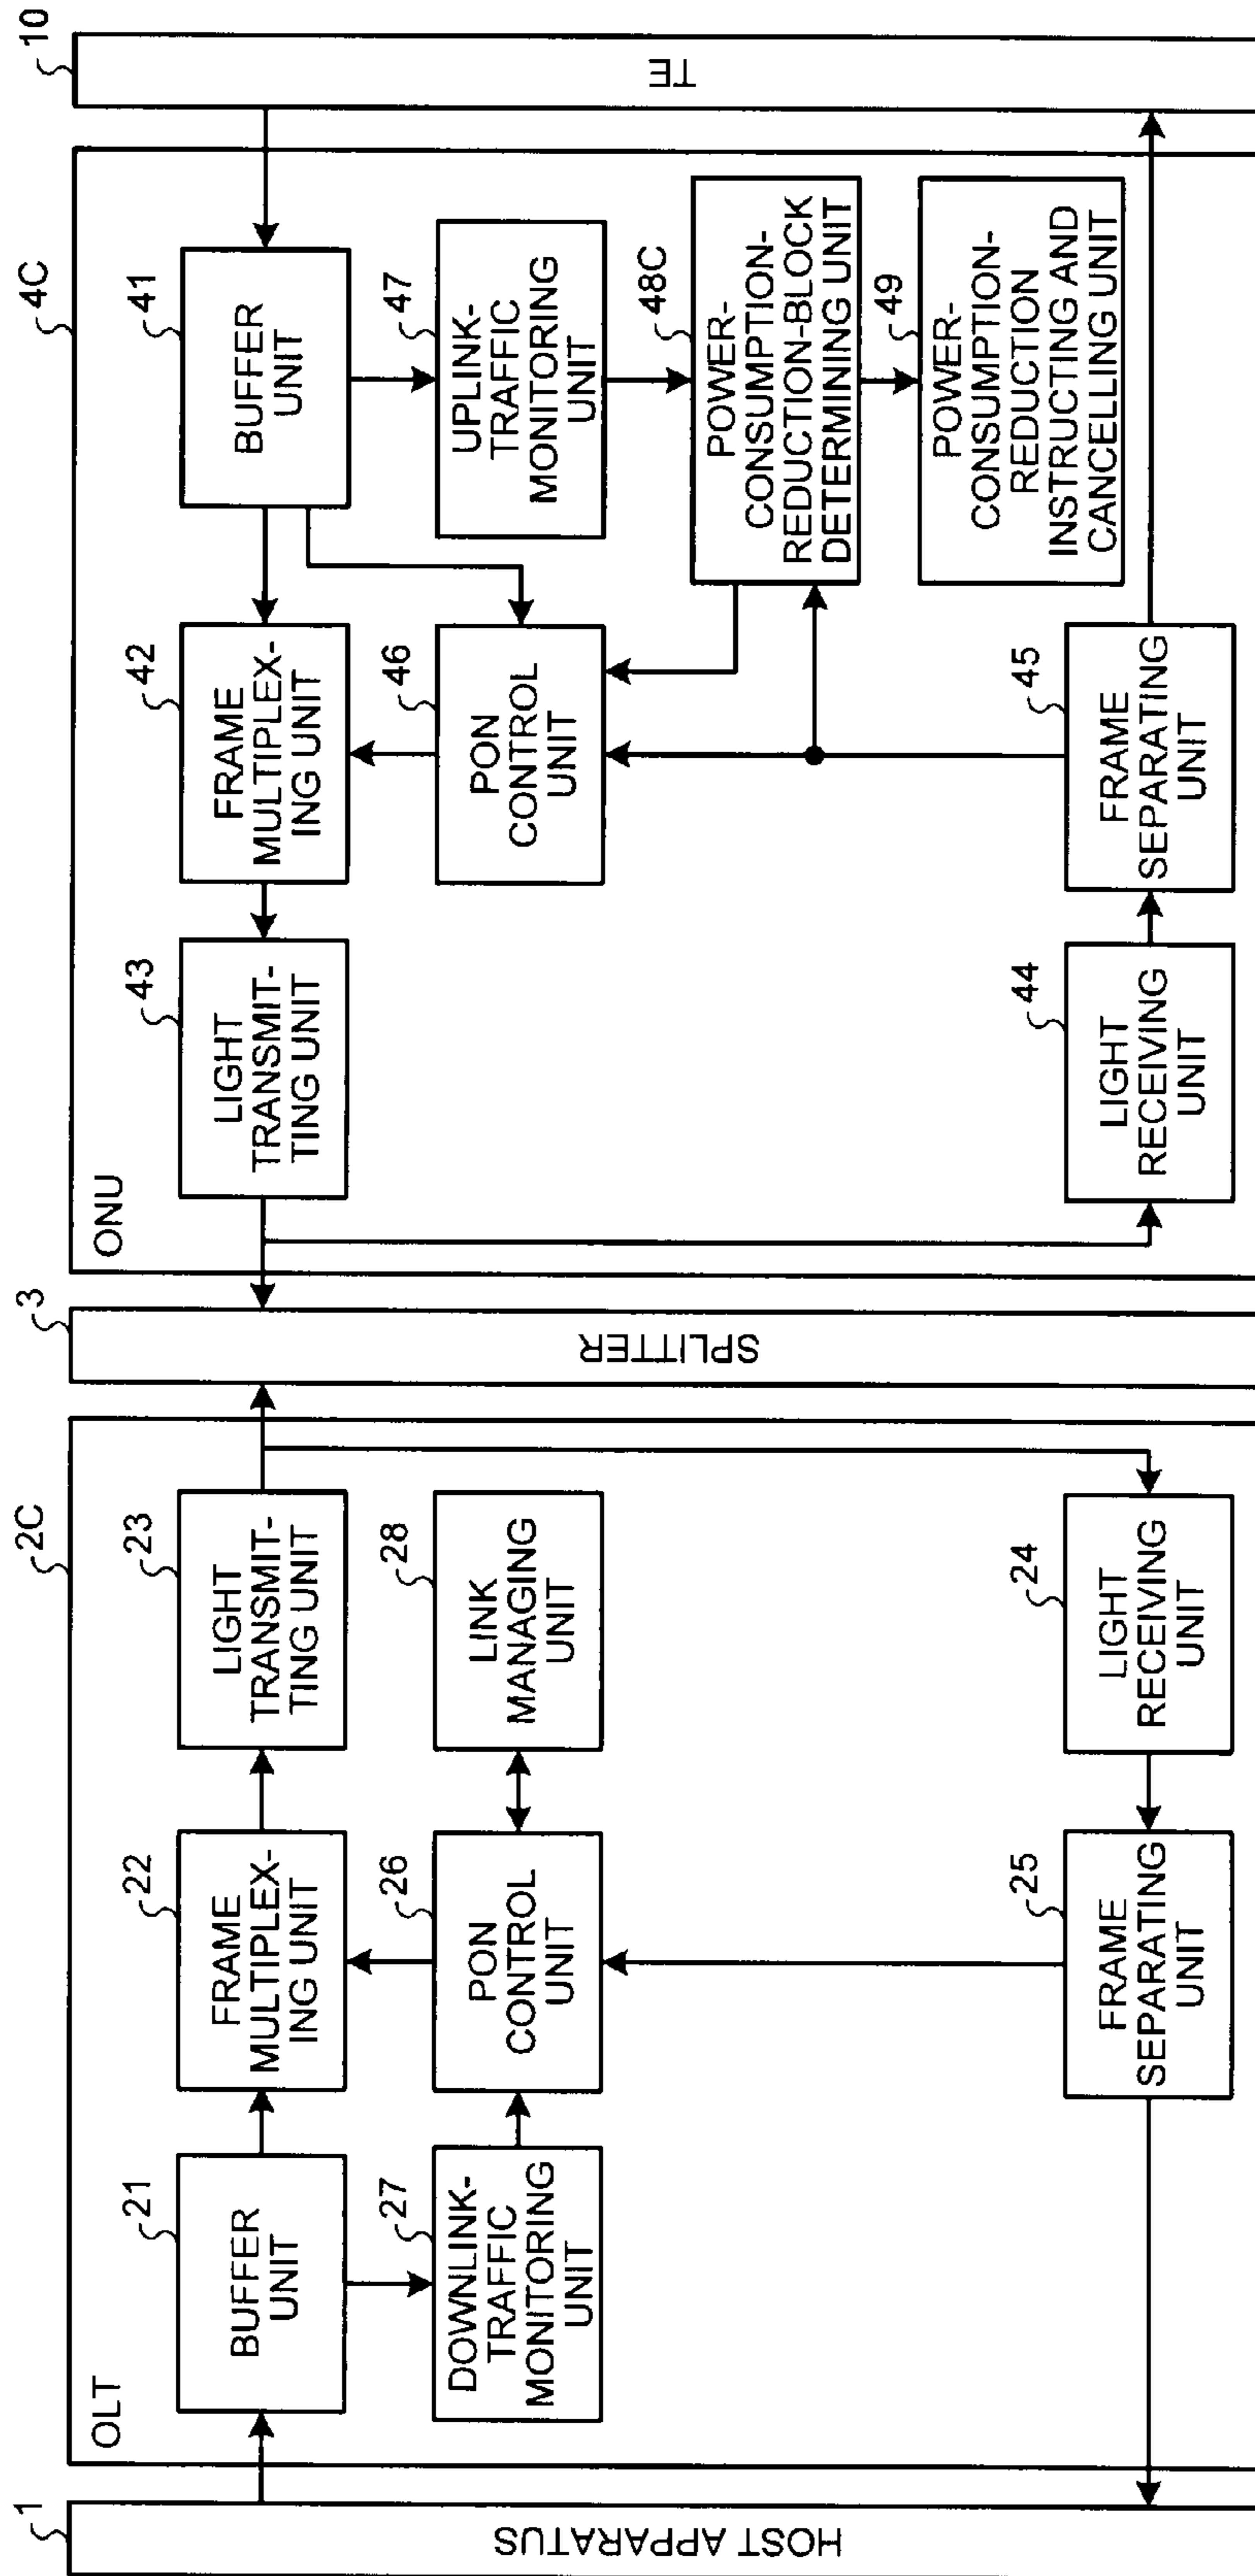 1
HOST APPARATUS
2C
OLT
21
BUFFER
UNIT
22
FRAME
MULTIPLEX-
ING UNIT
23
LIGHT
TRANSMIT-
TING UNIT
27
DOWNLINK-
TRAFFIC
MONITORING
UNIT
26
PON
CONTROL
UNIT
28
LINK
MANAGING
UNIT
25
FRAME
SEPARATING
UNIT
24
LIGHT
RECEIVING
UNIT
3
SPLITTER
4C
ONU
43
LIGHT
TRANSMIT-
TING UNIT
42
FRAME
MULTIPLEX-
ING UNIT
41
BUFFER
UNIT
46
PON
CONTROL
UNIT
47
UPLINK-
TRAFFIC
MONITORING
UNIT
48C
POWER-
CONSUMPTION-
REDUCTION-BLOCK
DETERMINING UNIT
49
POWER-
CONSUMPTION-
REDUCTION
INSTRUCTING AND
CANCELLING UNIT
44
LIGHT
RECEIVING
UNIT
45
FRAME
SEPARATING
UNIT
10
TE